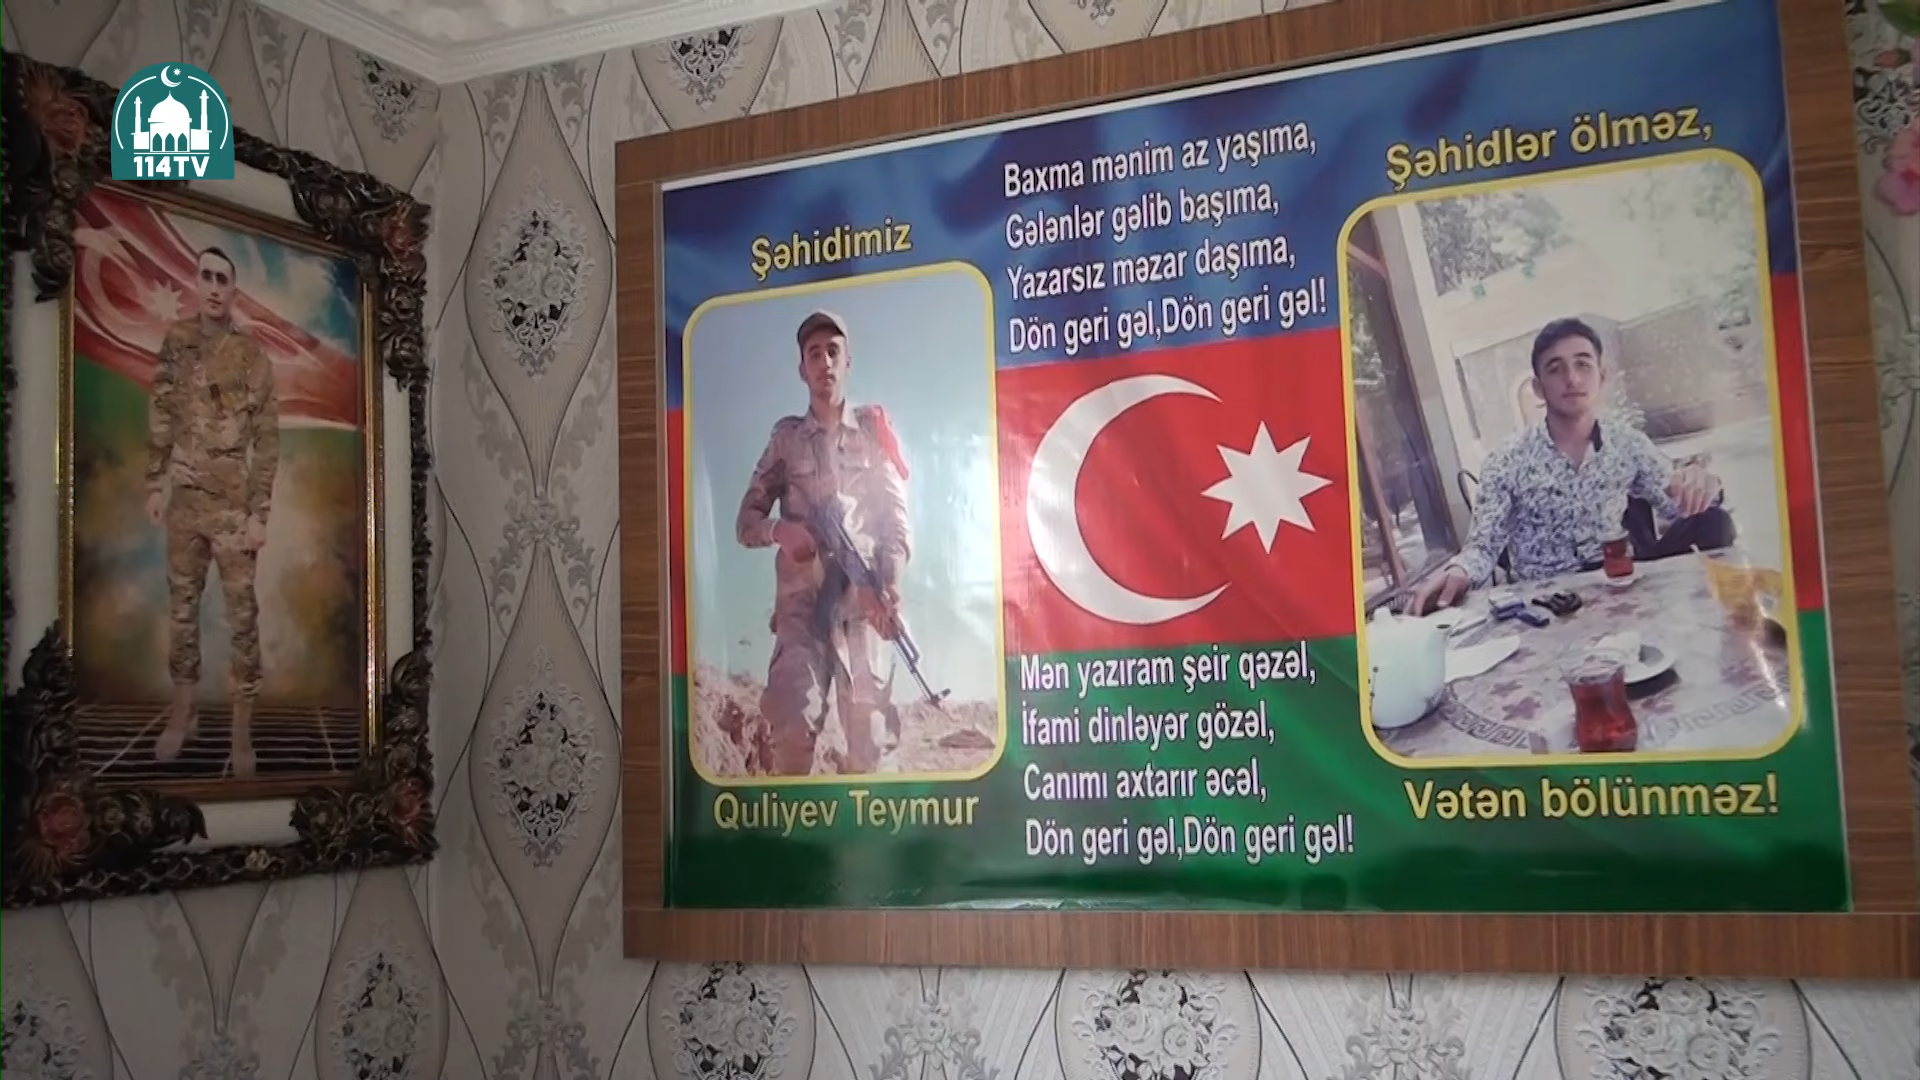 114TV
Şəhidimiz
Quliyev Teymur
Baxma mənim az yaşıma,
Gələnlər gəlib başıma,
Yazarsız məzar daşıma,
Dön geri gəl,Dön geri gəl!
Mən yazıram şeir qəzəl,
İfami dinləyər gözəl,
Canımı axtarır əcəl,
Dön geri gəl,Dön geri gəl!
Şəhidlər ölməz,
Vətən bölünməz!